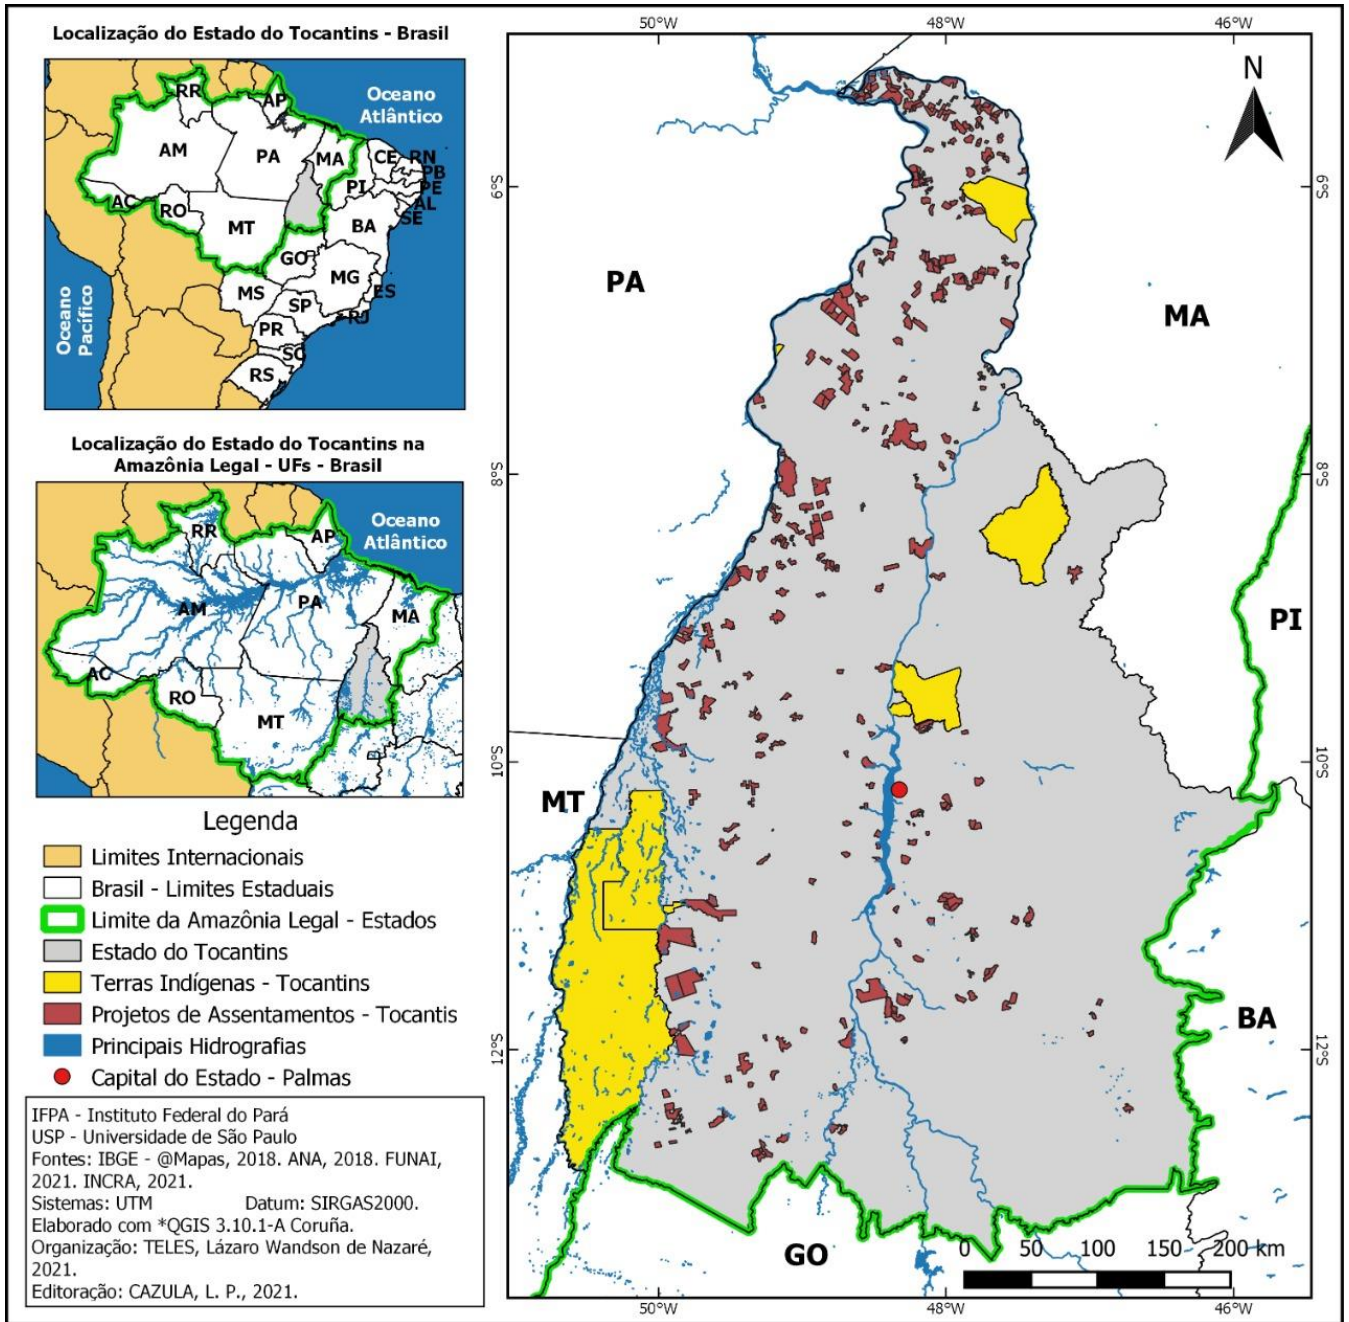 Localização do Estado do Tocantins - Brasil
Oceano
Atlântico
RR
AP
AM
PA
MA
CE
RN
PB
PE
AL
SE
PI
AC
RO
MT
BA
GO
MG
ES
MS
SP
RJ
PR
SC
RS
Oceano
Pacífico
Localização do Estado do Tocantins na
Amazônia Legal - UFs - Brasil
Oceano
Atlântico
RR
AP
AM
PA
MA
AC
RO
MT
Legenda
Limites Internacionais
Brasil - Limites Estaduais
Limite da Amazônia Legal - Estados
Estado do Tocantins
Terras Indígenas - Tocantins
Projetos de Assentamentos - Tocantis
Principais Hidrografias
Capital do Estado - Palmas
IFPA - Instituto Federal do Pará
USP - Universidade de São Paulo
Fontes: IBGE - @Mapas, 2018. ANA, 2018. FUNAI,
2021. INCRA, 2021.
Sistemas: UTM Datum: SIRGAS2000.
Elaborado com *QGIS 3.10.1-A Coruña.
Organização: TELES, Lázaro Wandson de Nazaré,
2021.
Editoração: CAZULA, L. P., 2021.
50°W 48°W 46°W
N
6°S 6°S
PA
MA
8°S 8°S
PI
10°S 10°S
MT
BA
12°S 12°S
GO
0 50 100 150 200 km
50°W 48°W 46°W